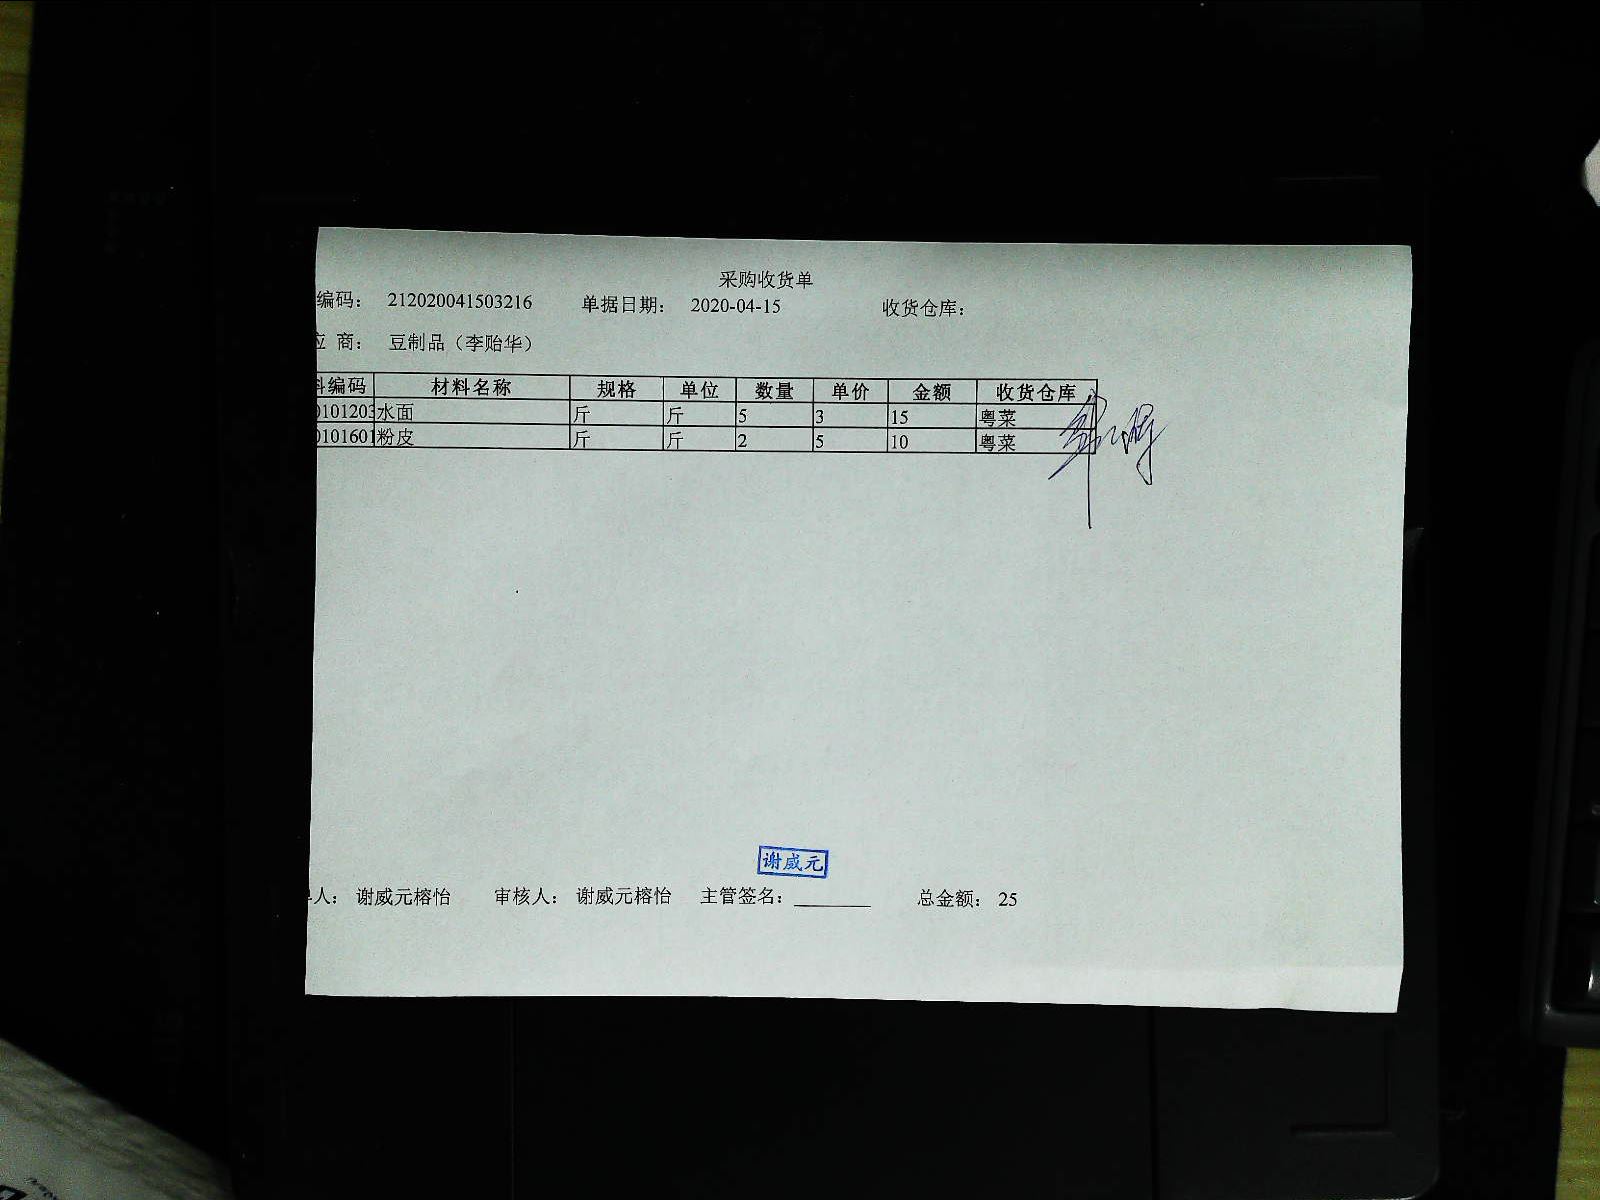 采购收货单
编码： 212020041503216 单据日期： 2020-04-15 收货仓库：
应 商： 豆制品（李贻华）
料编码 材料名称 规格 单位 数量 单价 金额 收货仓库
0101203 水面 斤 斤 5 3 15 粤菜
0101601 粉皮 斤 斤 2 5 10 粤菜
谢威元
单人： 谢威元榕怡 审核人： 谢威元榕怡 主管签名：________ 总金额： 25